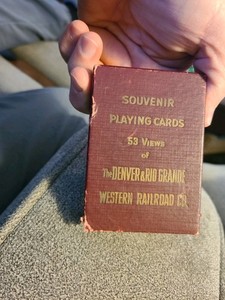 SOUVENIR
PLAYING CARDS
53 VIEWS
of
The DENVER & RIO GRANDE
WESTERN RAILROAD CO.